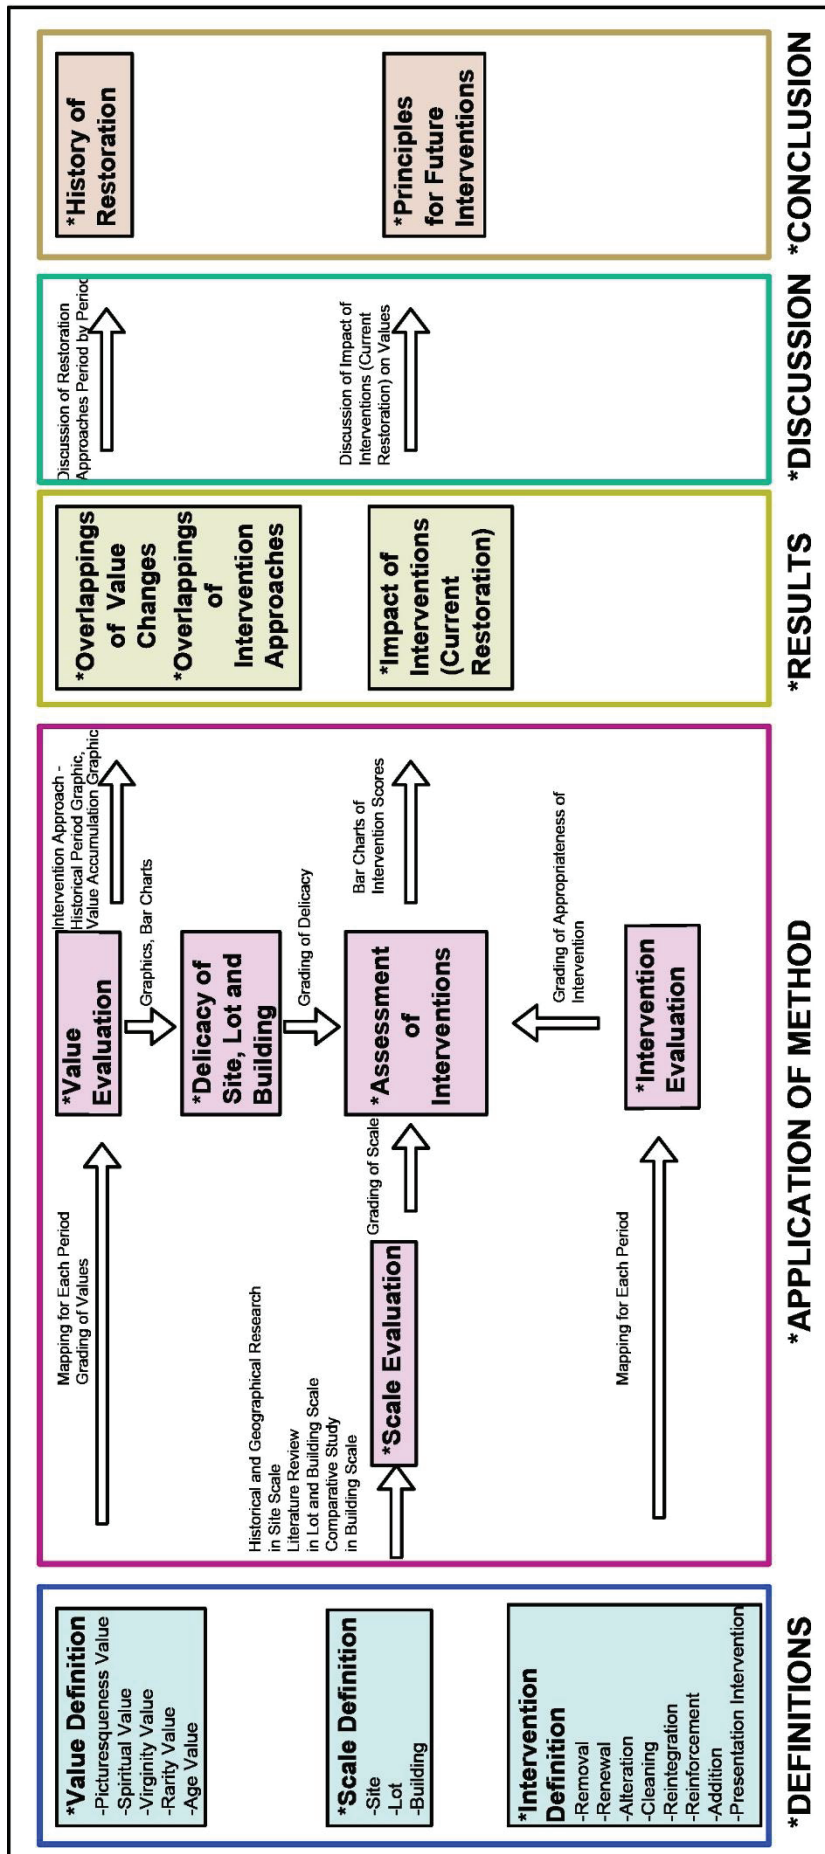 *Value Definition
-Picturesqueness Value
-Spiritual Value
-Virginity Value
-Rarity Value
-Age Value
*Scale Definition
-Site
-Lot
-Building
*Intervention
Definition
-Removal
-Renewal
-Alteration
-Cleaning
-Reintegration
-Reinforcement
-Addition
-Presentation Intervention
*DEFINITIONS
Mapping for Each Period
Grading of Values
*Value
Evaluation
Intervention Approach -
Historical Period Graphic,
Value Accumulation Graphic
Graphics, Bar Charts
*Delicacy of
Site, Lot and
Building
Grading of Delicacy
Historical and Geographical Research
in Site Scale
Literature Review
in Lot and Building Scale
Comparative Study
in Building Scale
*Scale Evaluation
Grading of Scale
*Assessment
of
Interventions
Bar Charts of
Intervention Scores
Grading of Appropriateness of
Intervention
Mapping for Each Period
*Intervention
Evaluation
*APPLICATION OF METHOD
*Overlappings
of Value
Changes
*Overlappings
of
Intervention
Approaches
*Impact of
Interventions
(Current
Restoration)
*RESULTS
Discussion of Restoration
Approaches Period by Period
Discussion of Impact of
Interventions (Current
Restoration) on Values
*DISCUSSION
*History of
Restoration
*Principles
for Future
Interventions
*CONCLUSION